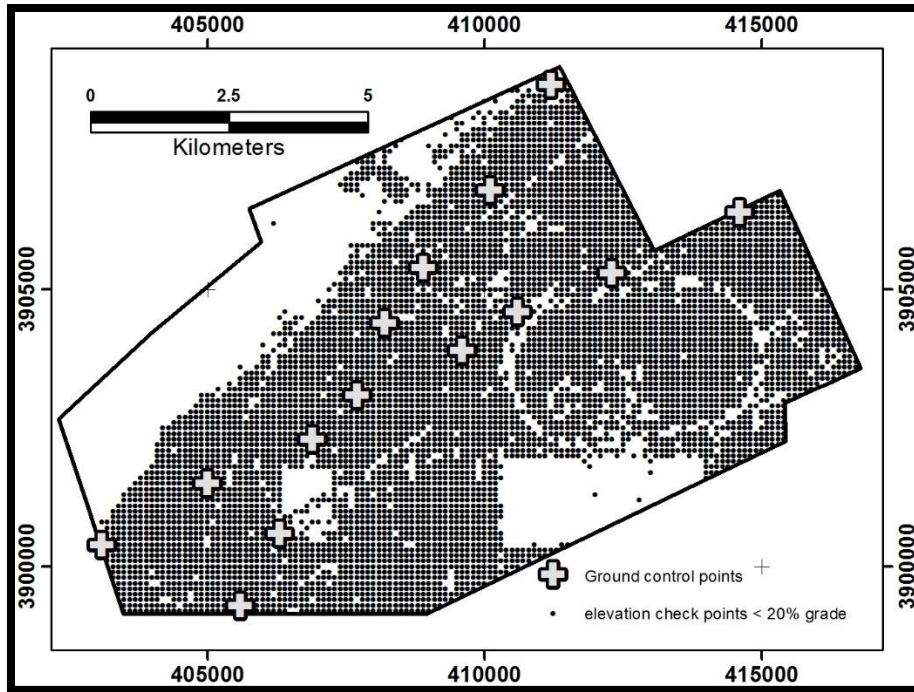 405000 410000 415000
0 2.5 5
Kilometers
3905000 3905000
3900000 3900000
Ground control points
elevation check points < 20% grade
405000 410000 415000